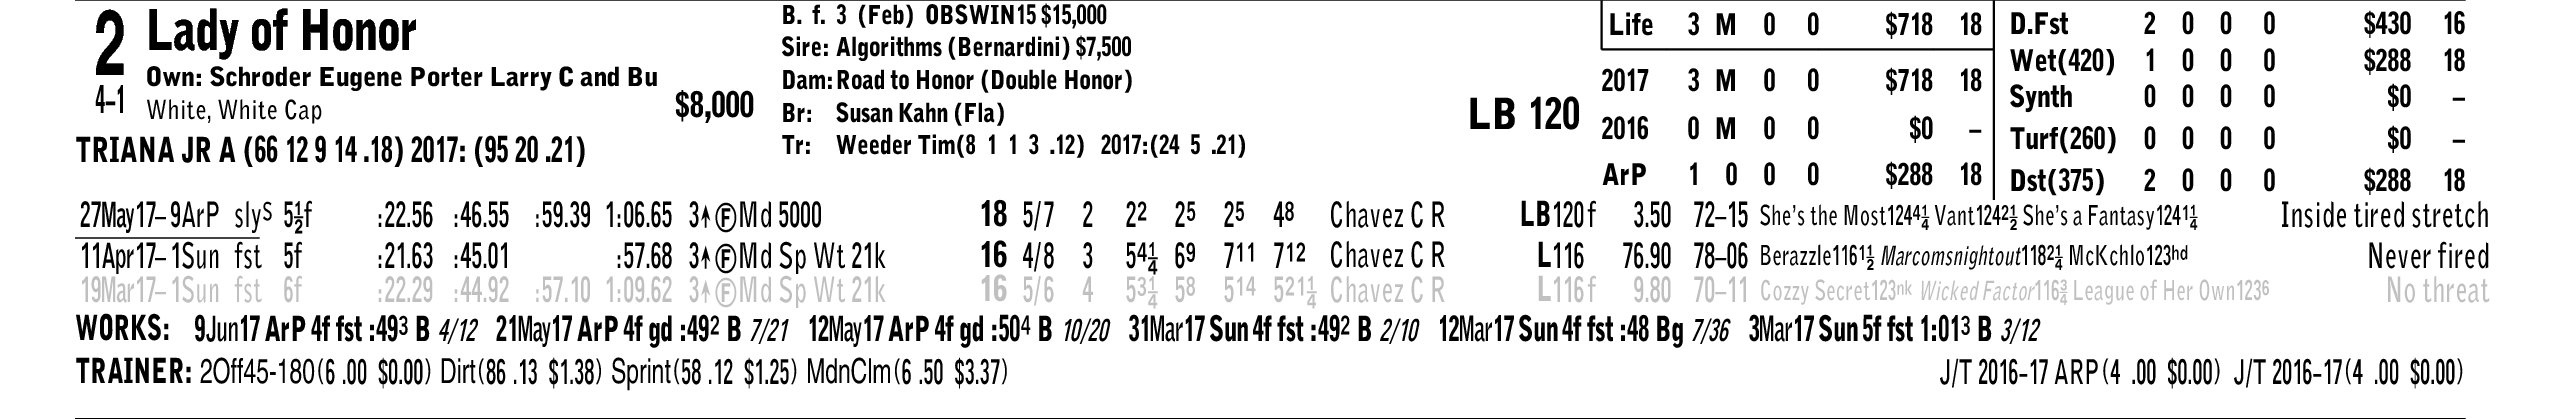 2 Lady of Honor
Own: Schroder Eugene Porter Larry C and Bu
4–1 White, White Cap $8,000
TRIANA JR A (66 12 9 14 .18) 2017: (95 20 .21)
B. f. 3 (Feb) OBSWIN15 $15,000
Sire: Algorithms (Bernardini) $7,500
Dam: Road to Honor (Double Honor)
Br: Susan Kahn (Fla)
Tr: Weeder Tim(8 1 1 3 .12) 2017:(24 5 .21)
LB 120
Life 3 M 0 0 $718 18
2017 3 M 0 0 $718 18
2016 0 M 0 0 $0 –
ArP 1 0 0 0 $288 18
D.Fst 2 0 0 0 $430 16
Wet(420) 1 0 0 0 $288 18
Synth 0 0 0 0 $0 –
Turf(260) 0 0 0 0 $0 –
Dst(375) 2 0 0 0 $288 18
27May17–9ArP slyS 5½f :22.56 :46.55 :59.39 1:06.65 3↑ⒻMd 5000 18 5/7 2 2² 2⁵ 2⁵ 4⁸ Chavez C R LB120f 3.50 72–15 She's the Most124⁴¼ Vant124²½ She's a Fantasy124¹¼ Inside tired stretch
11Apr17–1Sun fst 5f :21.63 :45.01 :57.68 3↑ⒻMd Sp Wt 21k 16 4/8 3 5⁴¼ 6⁹ 7¹¹ 7¹² Chavez C R L116 76.90 78–06 Berazzle116¹½ Marcomsnightout118²¼ McKchlo123ʰᵈ Never fired
19Mar17–1Sun fst 6f :22.29 :44.92 :57.10 1:09.62 3↑ⒻMd Sp Wt 21k 16 5/6 4 5³¼ 5⁸ 5¹⁴ 5²¹¼ Chavez C R L116f 9.80 70–11 Cozzy Secret123ⁿᵏ Wicked Factor116¾ League of Her Own123⁶ No threat
WORKS: 9Jun17 ArP 4f fst :49³ B 4/12 21May17 ArP 4f gd :49² B 7/21 12May17 ArP 4f gd :50⁴ B 10/20 31Mar17 Sun 4f fst :49² B 2/10 12Mar17 Sun 4f fst :48 Bg 7/36 3Mar17 Sun 5f fst 1:01³ B 3/12
TRAINER: 2Off45-180(6 .00 $0.00) Dirt(86 .13 $1.38) Sprint(58 .12 $1.25) MdnClm(6 .50 $3.37) J/T 2016-17 ARP(4 .00 $0.00) J/T 2016-17(4 .00 $0.00)